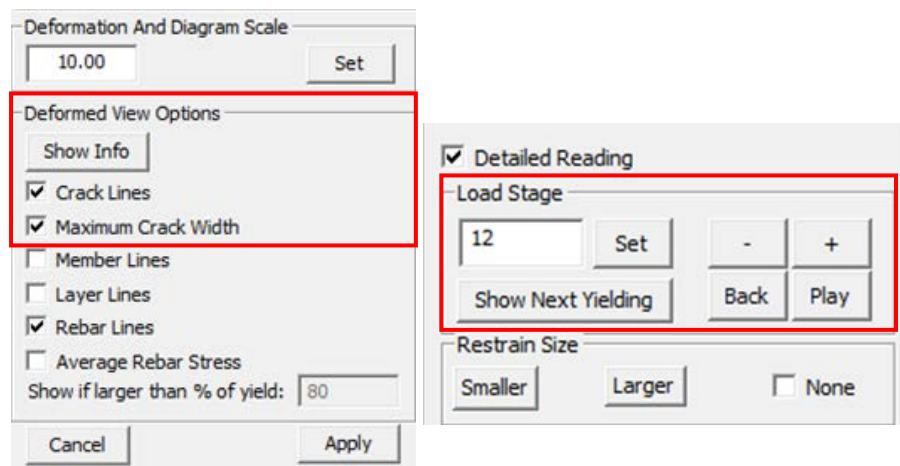 Deformation And Diagram Scale
10.00 Set
Deformed View Options
Show Info
Crack Lines
Maximum Crack Width
Member Lines
Layer Lines
Rebar Lines
Average Rebar Stress
Show if larger than % of yield: 80
Cancel Apply
Detailed Reading
Load Stage
12 Set - +
Show Next Yielding Back Play
Restrain Size
Smaller Larger None